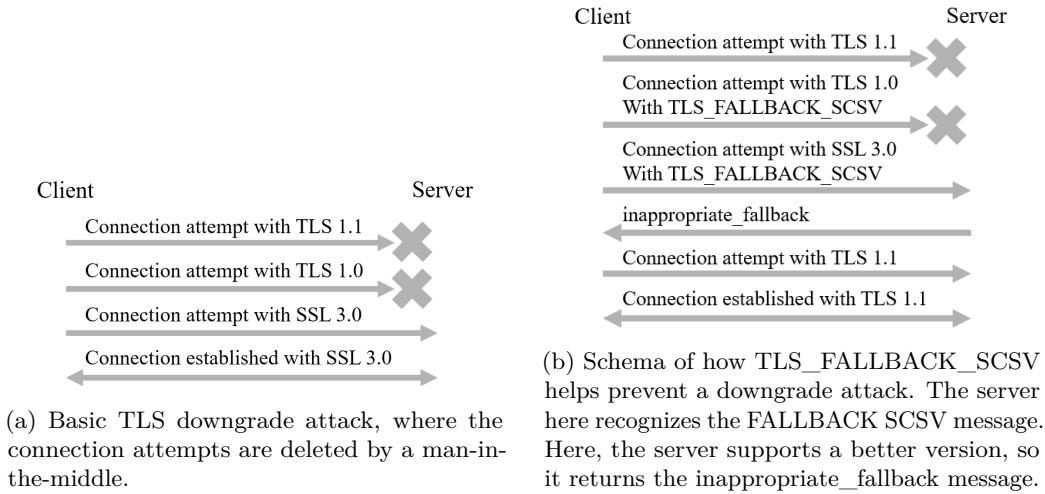 Client Server
Connection attempt with TLS 1.1
Connection attempt with TLS 1.0
Connection attempt with SSL 3.0
Connection established with SSL 3.0
(a) Basic TLS downgrade attack, where the
connection attempts are deleted by a man-in-
the-middle.
Client Server
Connection attempt with TLS 1.1
Connection attempt with TLS 1.0
With TLS_FALLBACK_SCSV
Connection attempt with SSL 3.0
With TLS_FALLBACK_SCSV
inappropriate_fallback
Connection attempt with TLS 1.1
Connection established with TLS 1.1
(b) Schema of how TLS_FALLBACK_SCSV
helps prevent a downgrade attack. The server
here recognizes the FALLBACK SCSV message.
Here, the server supports a better version, so
it returns the inappropriate_fallback message.